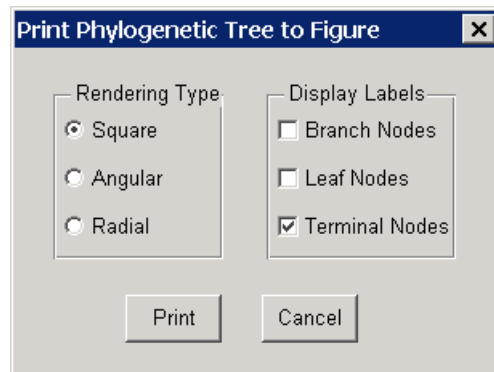 Print Phylogenetic Tree to Figure
Rendering Type
Square
Angular
Radial
Display Labels
Branch Nodes
Leaf Nodes
Terminal Nodes
Print
Cancel